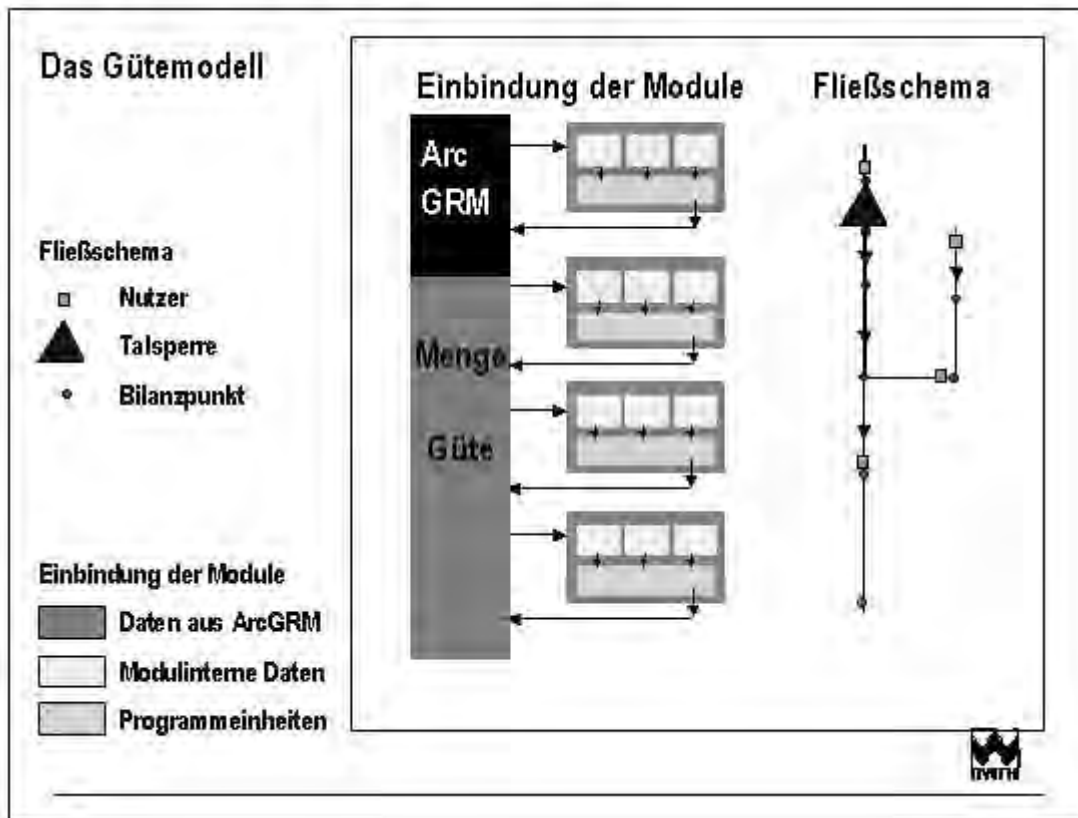 Das Gütemodell
Einbindung der Module
Fließschema
Arc
GRM
Menge
Güte
Fließschema
Nutzer
Talsperre
Bilanzpunkt
Einbindung der Module
Daten aus ArcGRM
Modulinterne Daten
Programmeinheiten